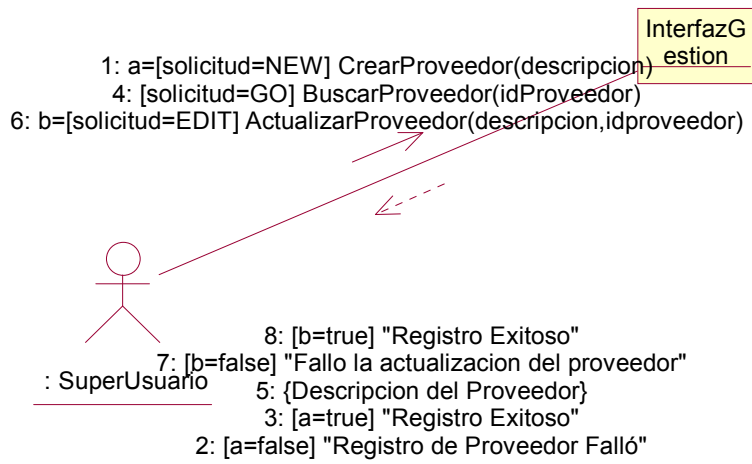 InterfazG
estion
1: a=[solicitud=NEW] CrearProveedor(descripcion)
4: [solicitud=GO] BuscarProveedor(idProveedor)
6: b=[solicitud=EDIT] ActualizarProveedor(descripcion,idproveedor)
8: [b=true] "Registro Exitoso"
7: [b=false] "Fallo la actualizacion del proveedor"
: SuperUsuario
5: {Descripcion del Proveedor}
3: [a=true] "Registro Exitoso"
2: [a=false] "Registro de Proveedor Falló"